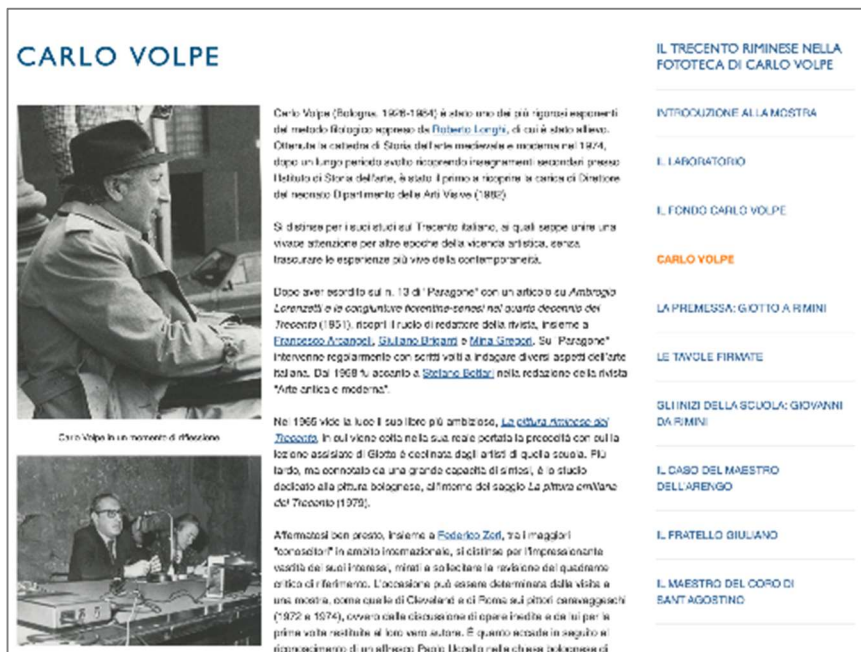 CARLO VOLPE
Carlo Volpe (Bologna, 1926-1984) è stato uno dei più rigorosi esponenti
del metodo filologico appreso da Roberto Longhi, di cui è stato allievo.
Ottenuta la cattedra di Storia dell'arte medievale e moderna nel 1974,
dopo un lungo periodo svolto ricoprendo insegnamenti secondari presso
l'Istituto di Storia dell'arte, è stato il primo a ricoprire la carica di Direttore
del neonato Dipartimento delle Arti Visive (1982)
Si distinse per i suoi studi sul Trecento italiano, ai quali seppe unire una
vivace attenzione per altre epoche della vicenda artistica, senza
trascurare le esperienze più vive della contemporaneità.
Dopo aver esordito sul n. 13 di "Paragone" con un articolo su Ambrogio
Lorenzetti e la congiunture fiorentine-senesi nel quarto decennio del
Trecento (1951), ricoprì il ruolo di redattore della rivista, insieme a
Francesco Arcangeli, Giuliano Briganti e Mina Gregori. Su "Paragone"
intervenne regolarmente con scritti volti a indagare diversi aspetti dell'arte
italiana. Dal 1968 fu accanto a Stefano Bottari nella redazione della rivista
"Arte antica e moderna".
Nel 1965 vide la luce il suo libro più ambizioso, La pittura riminese del
Trecento, in cui viene colta nella sua reale portata la precocità con cui la
lezione assisiate di Giotto è declinata dagli artisti di quella scuola. Più
tardo, ma connotato da una grande capacità di sintesi, è lo studio
dedicato alla pittura bolognese, all'interno del saggio La pittura emiliana
del Trecento (1979).
Affermatosi ben presto, insieme a Federico Zeri, tra i maggiori
"conoscitori" in ambito internazionale, si distinse per l'impressionante
vastità dei suoi interessi, mirati a sollecitare la revisione del quadrante
critico di riferimento. L'occasione può essere determinata dalla visita a
una mostra, come quelle di Cleveland e di Roma sui pittori caravaggeschi
(1972 e 1974), ovvero dalla discussione di opere inedite e da lui per la
prima volta restituite al loro vero autore. È quanto accade in seguito al
riconoscimento di un affresco Paolo Uccello nella chiesa bolognese di
Carlo Volpe in un momento di riflessione
IL TRECENTO RIMINESE NELLA
FOTOTECA DI CARLO VOLPE
INTRODUZIONE ALLA MOSTRA
IL LABORATORIO
IL FONDO CARLO VOLPE
CARLO VOLPE
LA PREMESSA: GIOTTO A RIMINI
LE TAVOLE FIRMATE
GLI INIZI DELLA SCUOLA: GIOVANNI
DA RIMINI
IL CASO DEL MAESTRO
DELL'ARENGO
IL FRATELLO GIULIANO
IL MAESTRO DEL CORO DI
SANT'AGOSTINO